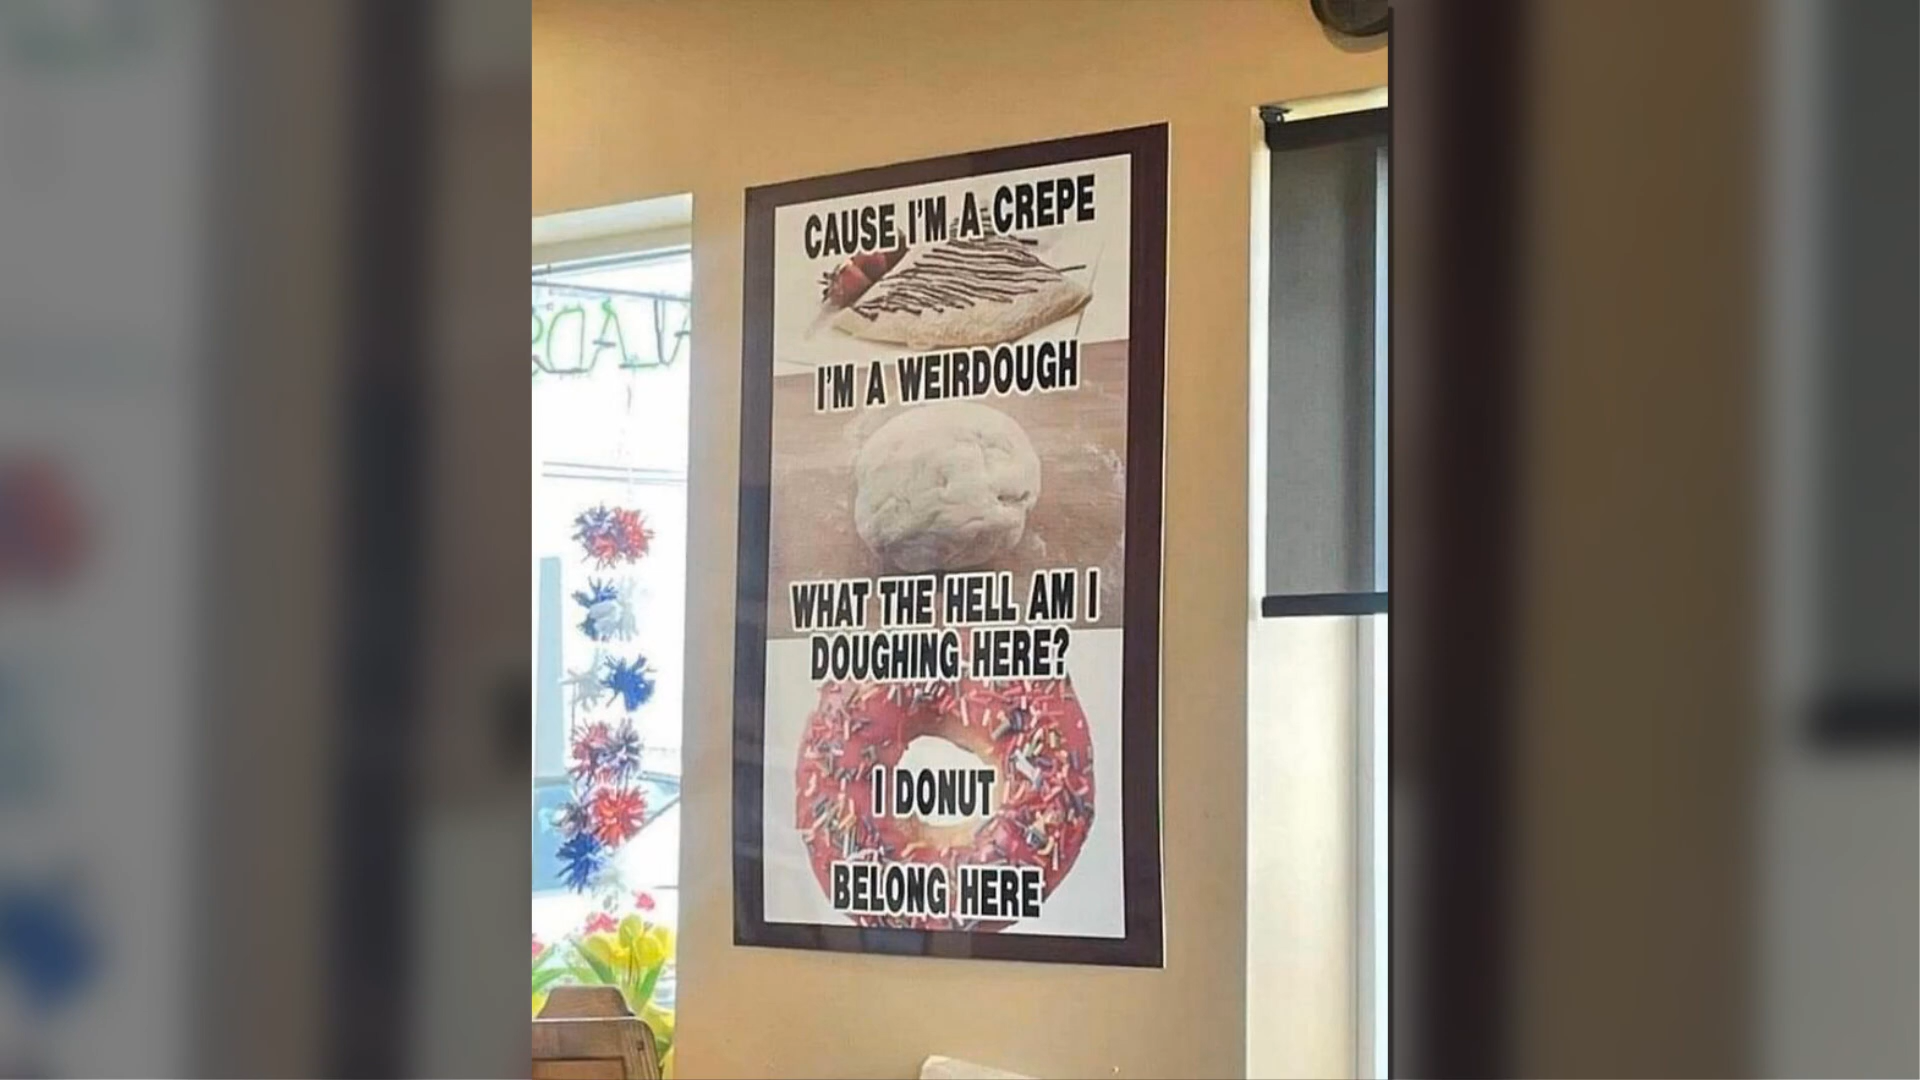 CAUSE I'M A CREPE
I'M A WEIRDOUGH
WHAT THE HELL AM I
DOUGHING HERE?
I DONUT
BELONG HERE